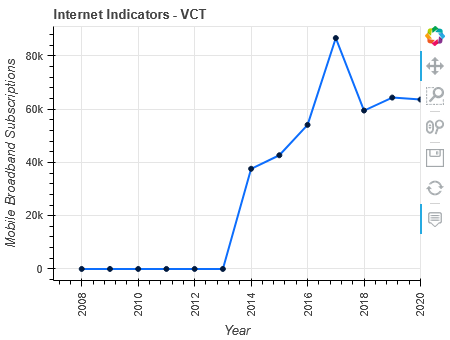 Internet Indicators - VCT
Mobile Broadband Subscriptions
80k
60k
40k
20k
0
2008
2010
2012
2014
2016
2018
2020
Year